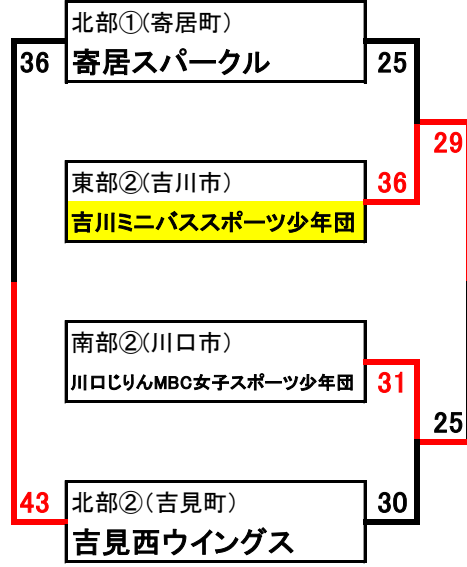 北部①(寄居町)
36 寄居スパークル 25
29
東部②(吉川市) 36
吉川ミニバススポーツ少年団
南部②(川口市)
川口じりんMBC女子スポーツ少年団 31
25
43 北部②(吉見町) 30
吉見西ウイングス